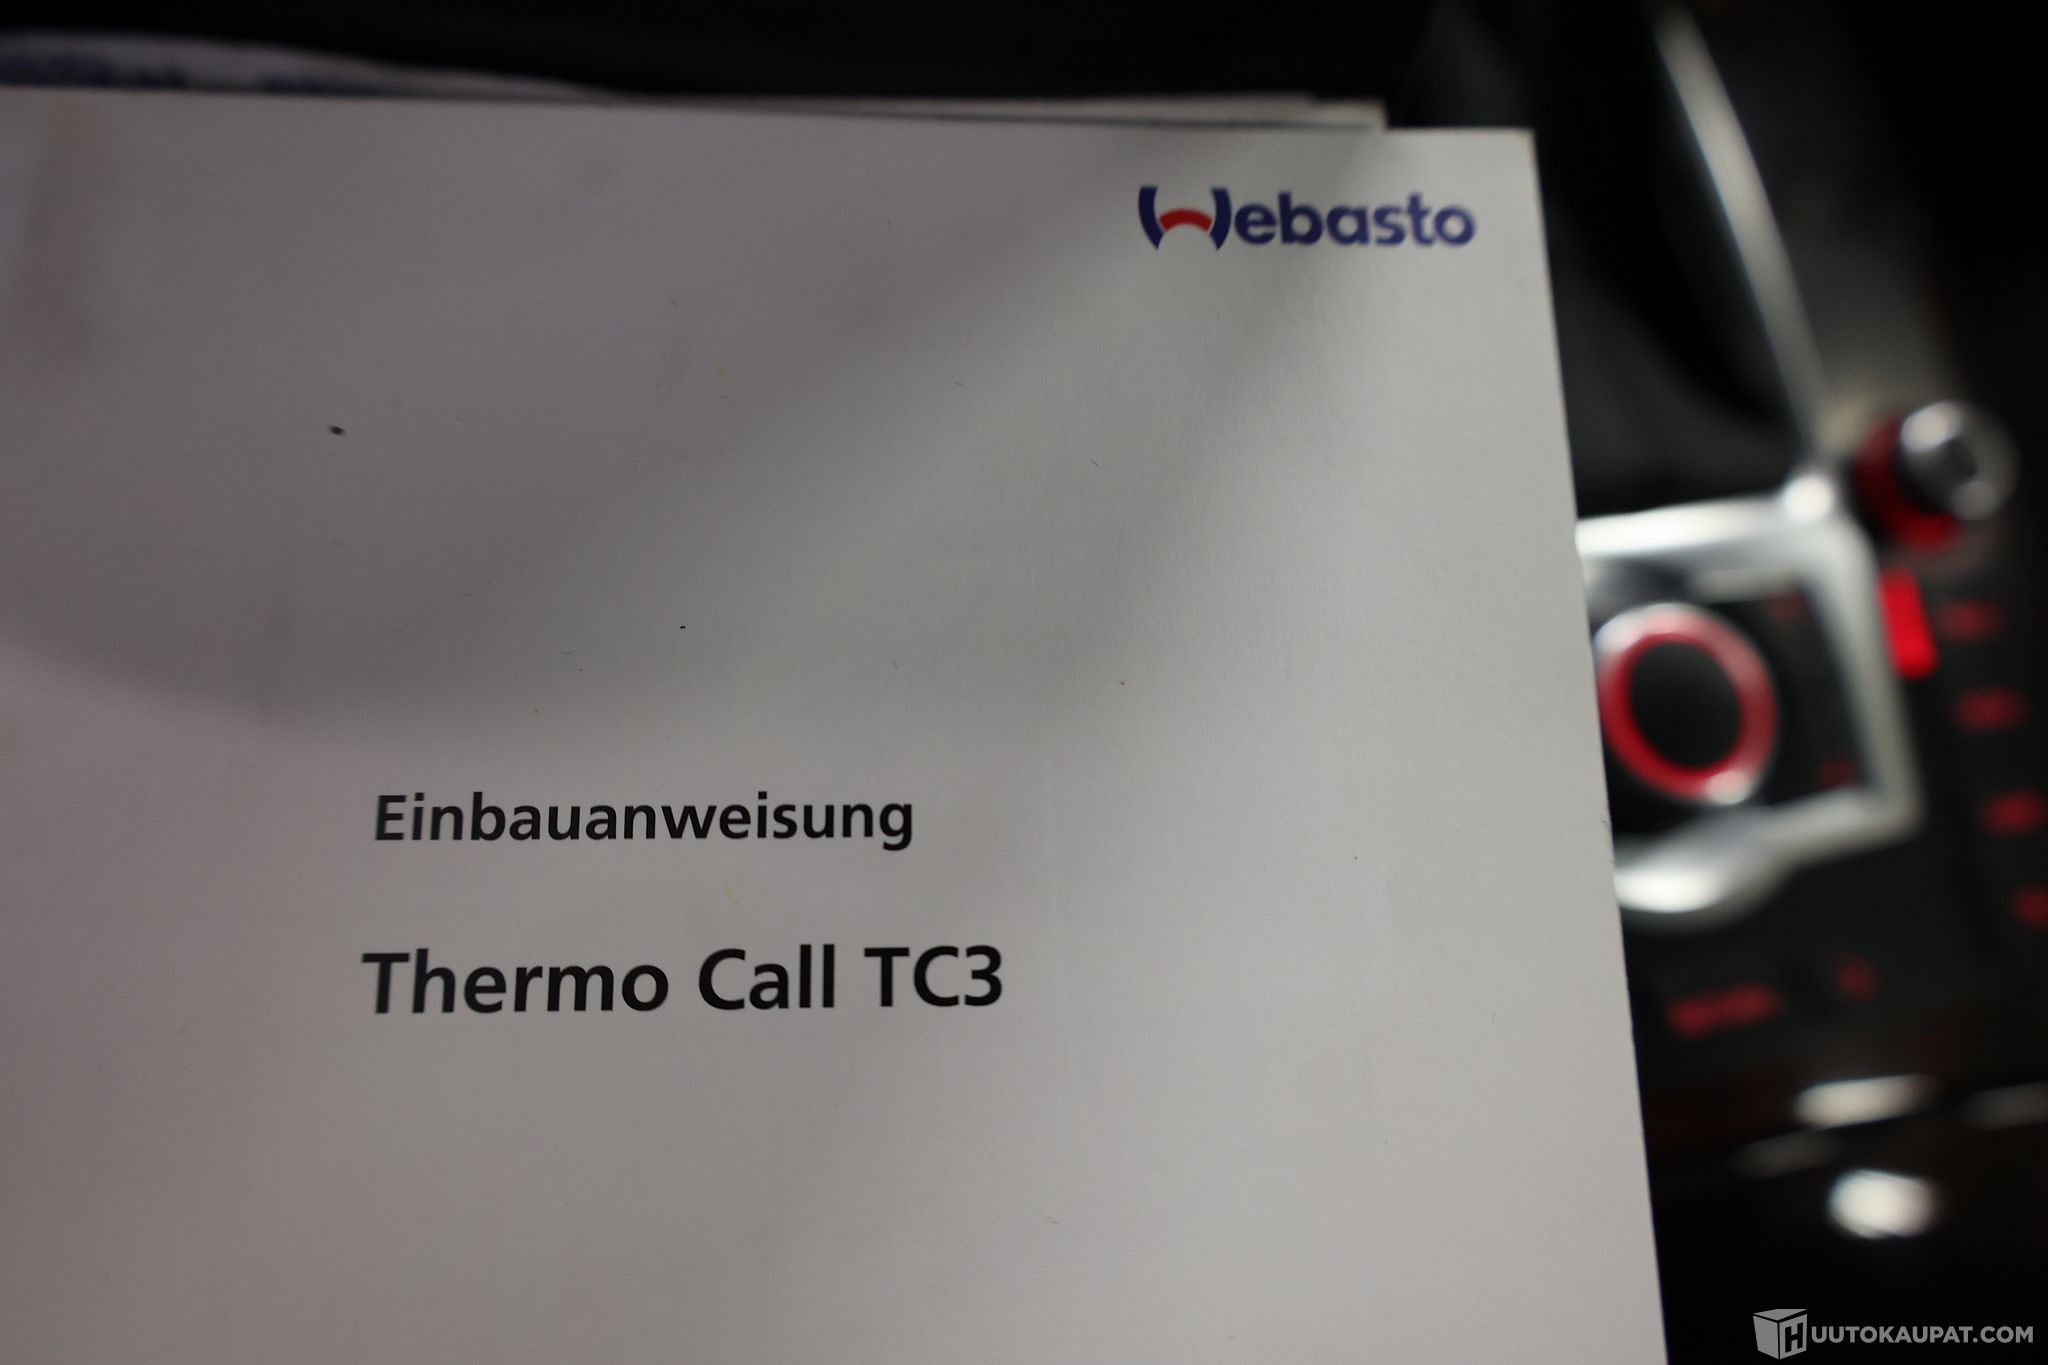 Webasto
Einbauanweisung
Thermo Call TC3
HUUTOKAUPAT.COM